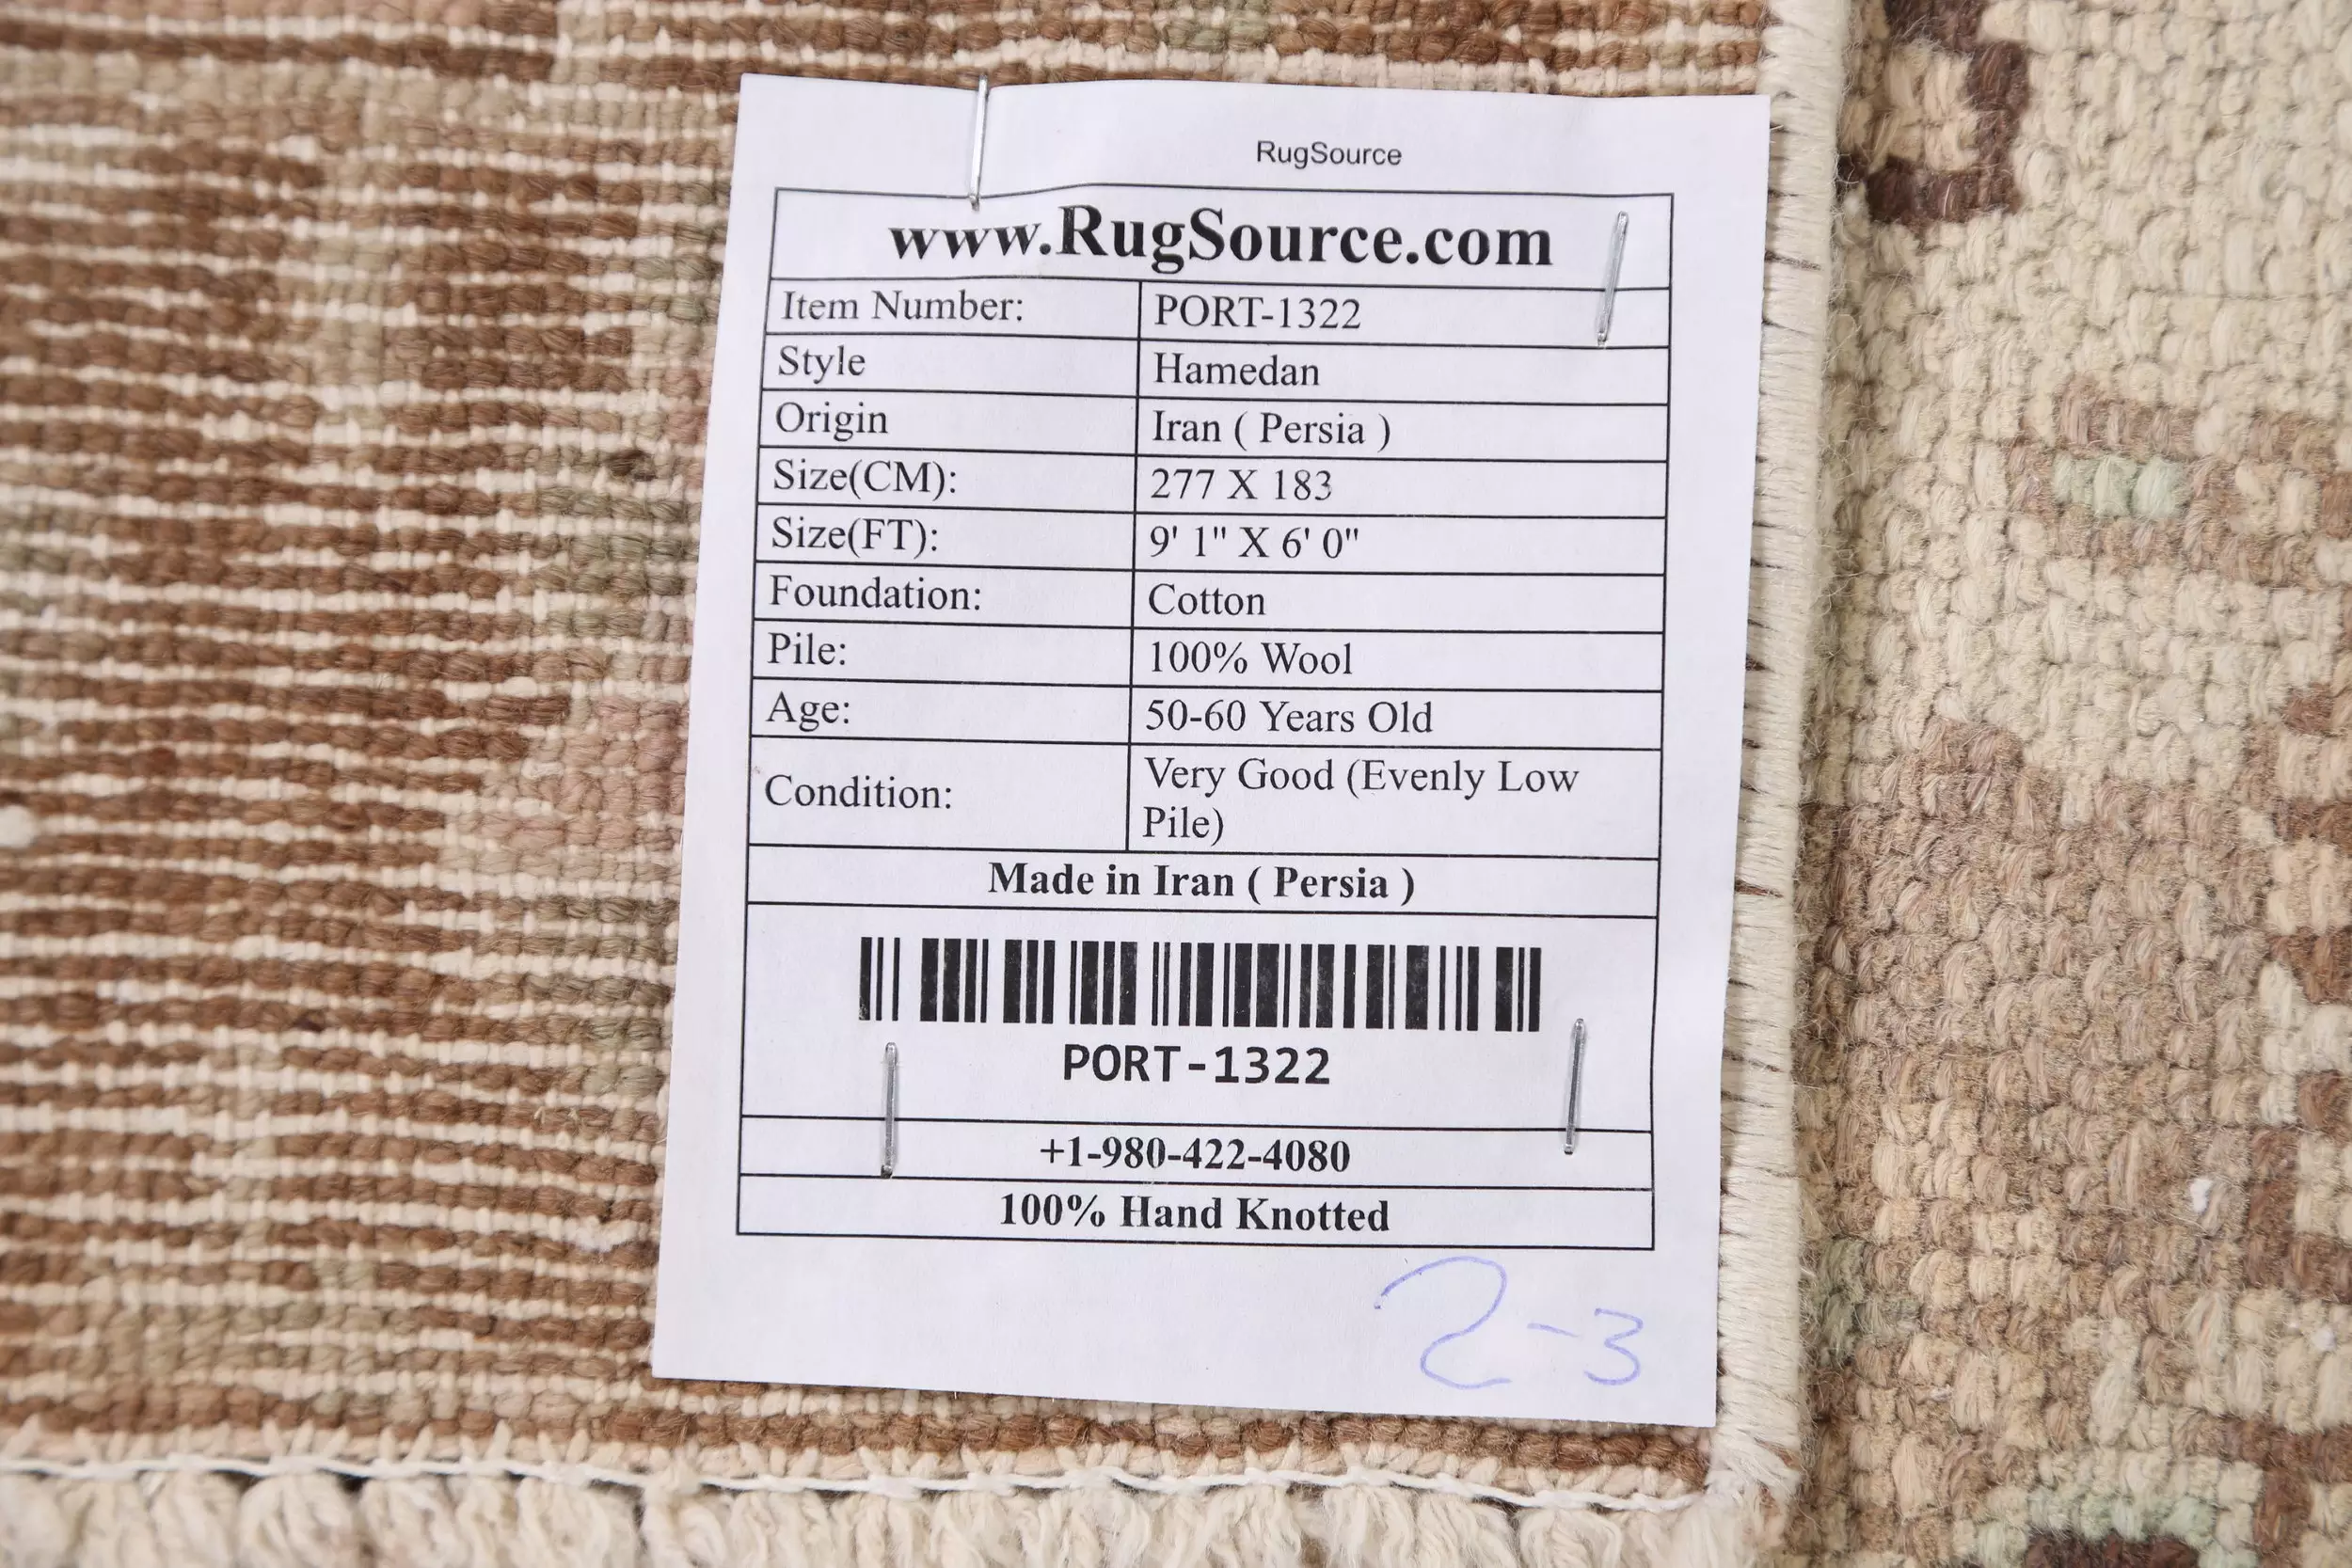 RugSource
www.RugSource.com
Item Number: PORT-1322
Style Hamedan
Origin Iran ( Persia )
Size(CM): 277 X 183
Size(FT): 9' 1" X 6' 0"
Foundation: Cotton
Pile: 100% Wool
Age: 50-60 Years Old
Condition: Very Good (Evenly Low
Pile)
Made in Iran ( Persia )
PORT-1322
+1-980-422-4080
100% Hand Knotted
2-3